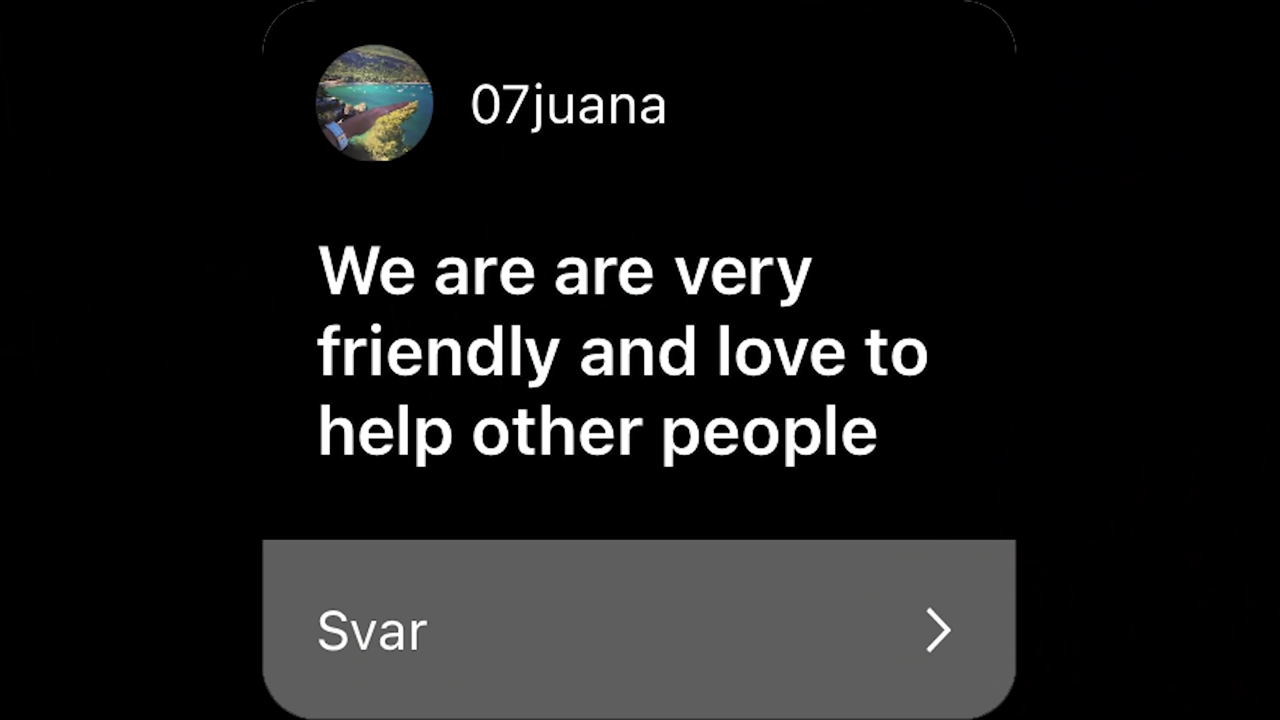 07juana
We are are very
friendly and love to
help other people
Svar